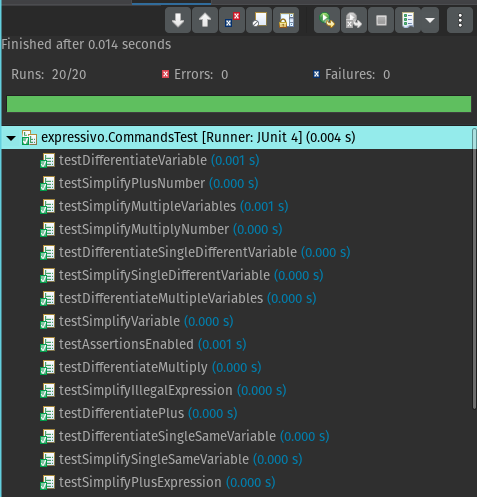 Finished after 0.014 seconds
Runs: 20/20 Errors: 0 Failures: 0
expressivo.CommandsTest [Runner: JUnit 4] (0.004 s)
testDifferentiateVariable (0.001 s)
testSimplifyPlusNumber (0.000 s)
testSimplifyMultipleVariables (0.001 s)
testSimplifyMultiplyNumber (0.000 s)
testDifferentiateSingleDifferentVariable (0.000 s)
testSimplifySingleDifferentVariable (0.000 s)
testDifferentiateMultipleVariables (0.000 s)
testSimplifyVariable (0.000 s)
testAssertionsEnabled (0.001 s)
testDifferentiateMultiply (0.000 s)
testSimplifyIllegalExpression (0.000 s)
testDifferentiatePlus (0.000 s)
testDifferentiateSingleSameVariable (0.000 s)
testSimplifySingleSameVariable (0.000 s)
testSimplifyPlusExpression (0.000 s)